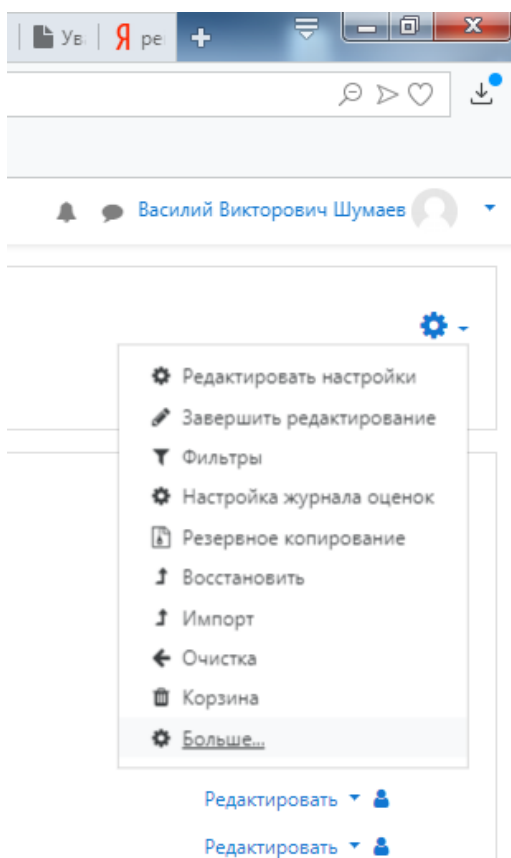 Ув Я ре
Василий Викторович Шумаев
Редактировать настройки
Завершить редактирование
Фильтры
Настройка журнала оценок
Резервное копирование
Восстановить
Импорт
Очистка
Корзина
Больше...
Редактировать
Редактировать